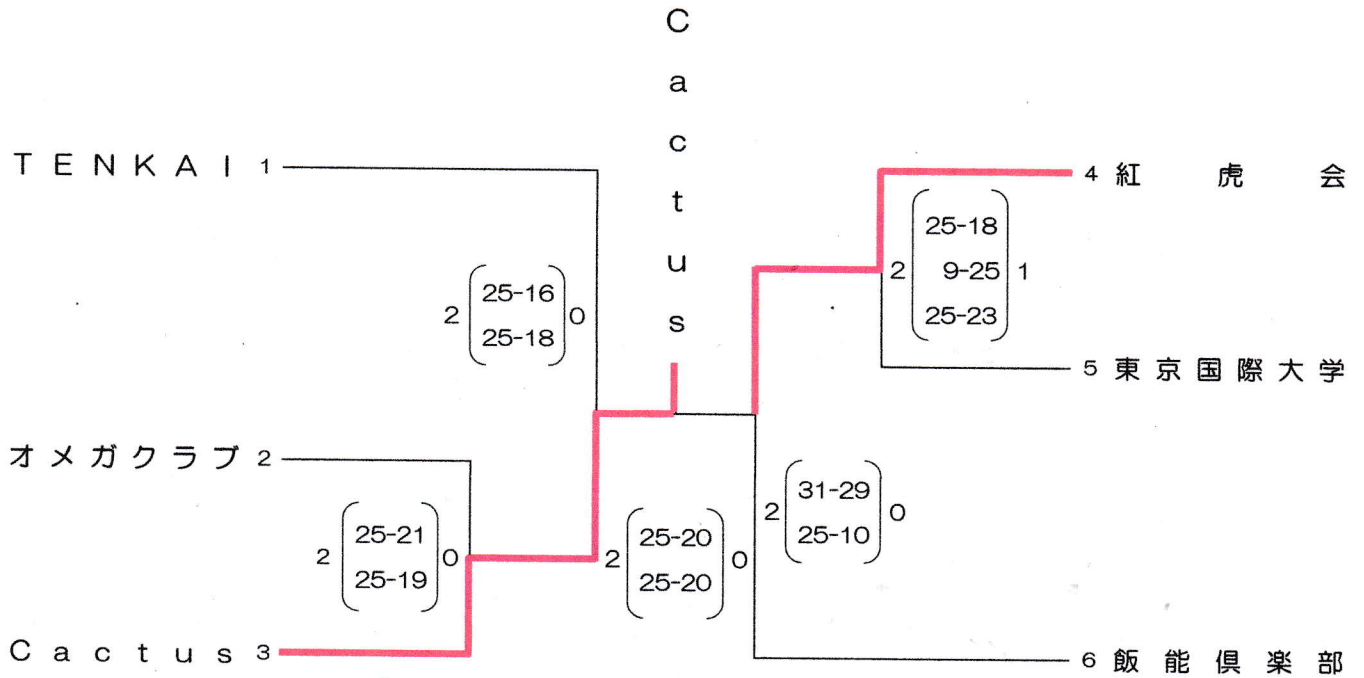 Cactus
TENKAI 1
2 25-16 0
25-18
オメガクラブ 2
2 25-21 0
25-19
Cactus 3
2 25-20 0
25-20
4 紅虎会
25-18
2 9-25 1
25-23
5 東京国際大学
2 31-29 0
25-10
6 飯能倶楽部